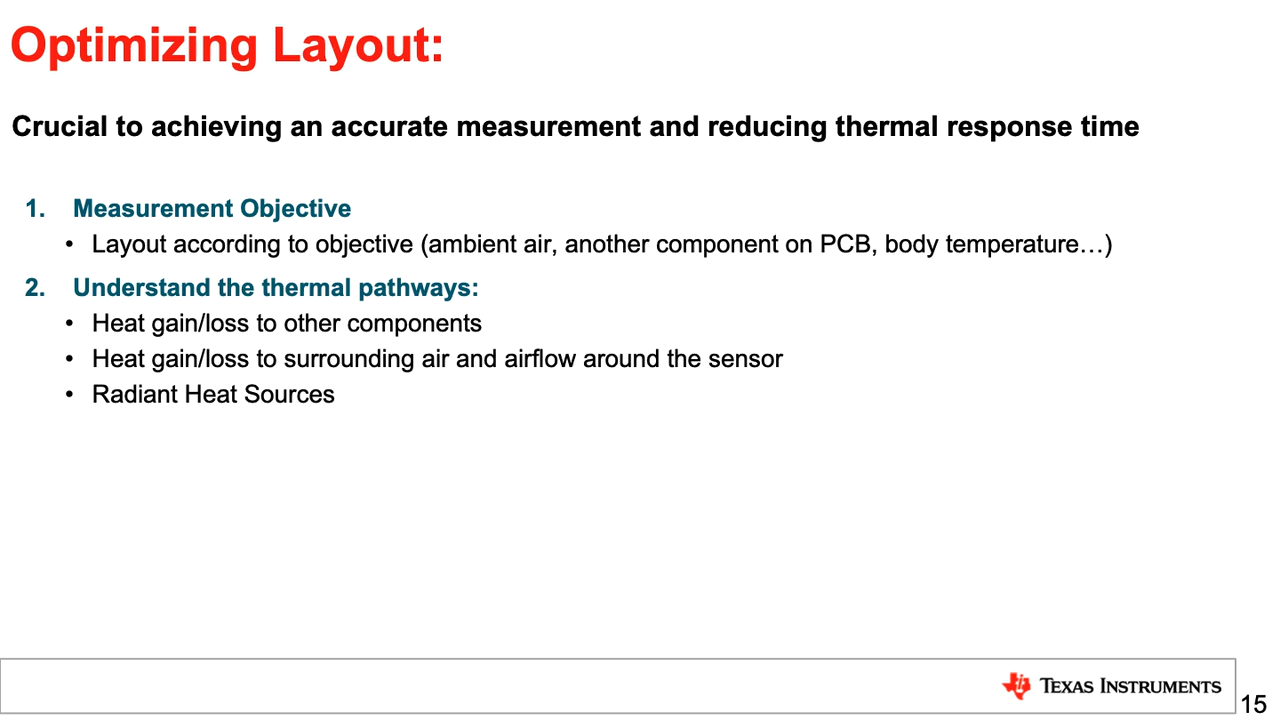 Optimizing Layout:
Crucial to achieving an accurate measurement and reducing thermal response time
1. Measurement Objective
• Layout according to objective (ambient air, another component on PCB, body temperature…)
2. Understand the thermal pathways:
• Heat gain/loss to other components
• Heat gain/loss to surrounding air and airflow around the sensor
• Radiant Heat Sources
TEXAS INSTRUMENTS
15